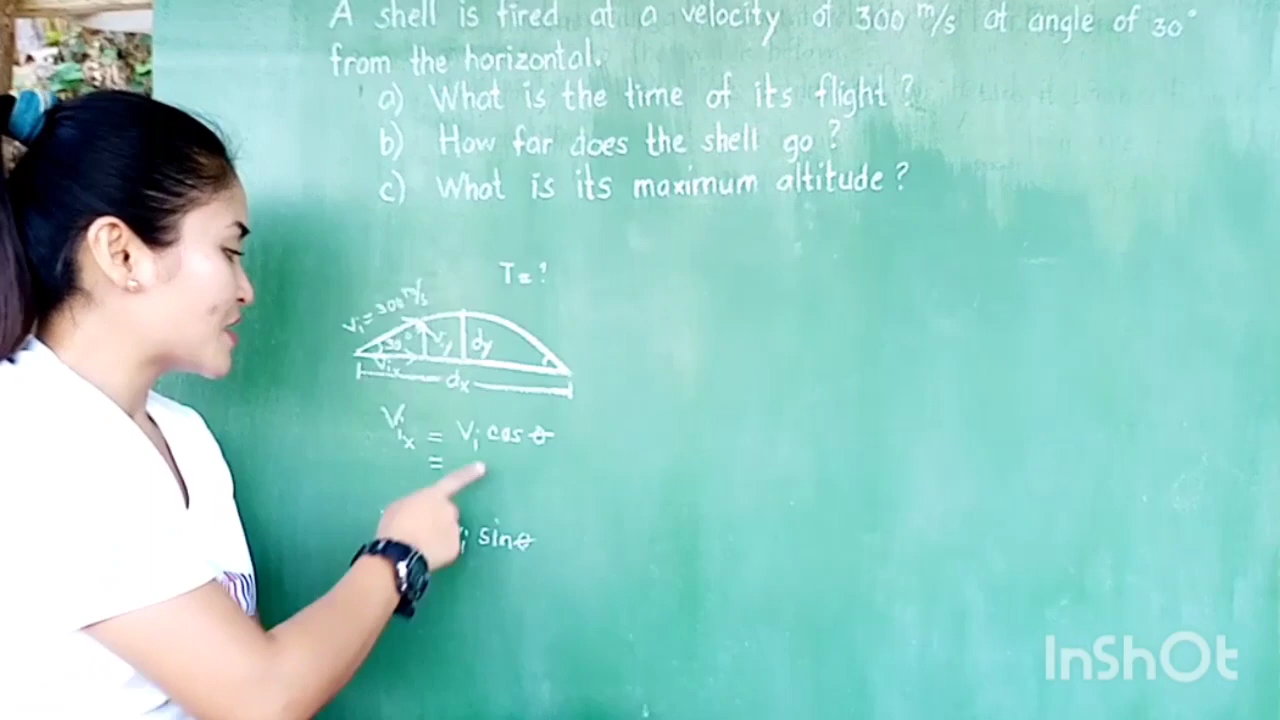 A shell is fired at a velocity of 300 m/s at angle of 30°
from the horizontal.
a) What is the time of its flight?
b) How far does the shell go?
c) What is its maximum altitude?
T = ?
Vi = 300 m/s
30°
Viy
dy
Vix
dx
Vix = Vi cos θ
=
i sin θ
InShOt